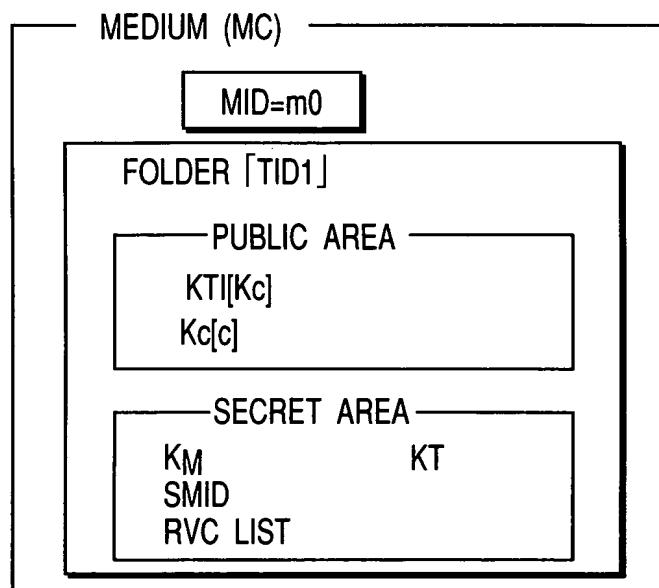 MEDIUM (MC)
MID=m0
FOLDER「TID1」
PUBLIC AREA
KTI[Kc]
Kc[c]
SECRET AREA
KM KT
SMID
RVC LIST